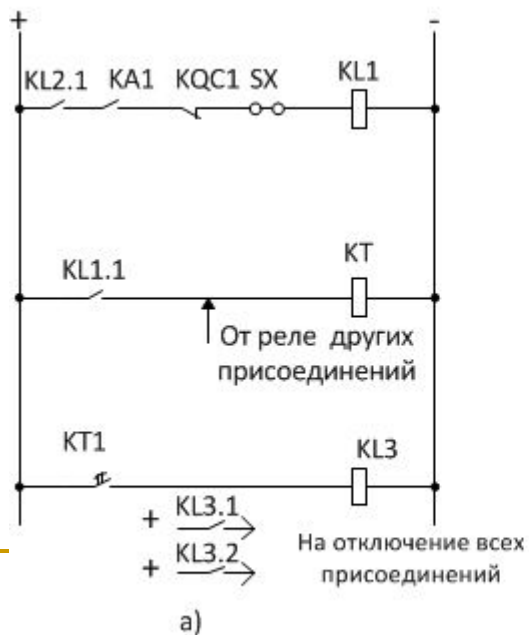 + -
KL2.1 KA1 KQC1 SX KL1
KL1.1 KT
От реле других
присоединений
KT1 KL3
+ KL3.1
+ KL3.2
На отключение всех
присоединений
а)